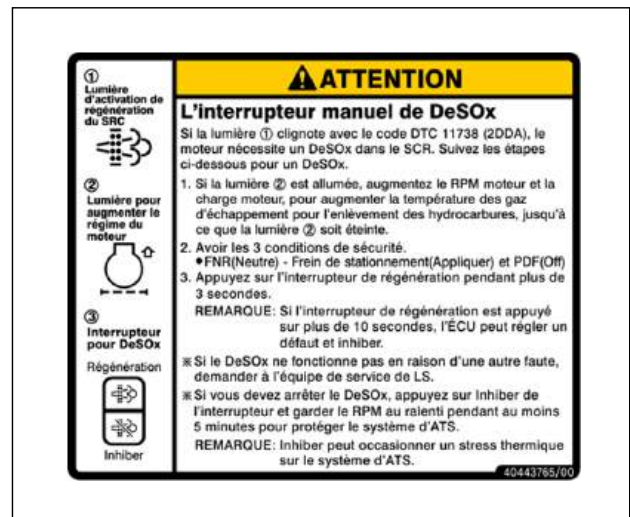 ①
Lumière
d'activation de
régénération
du SRC
②
Lumière pour
augmenter le
régime du
moteur
③
Interrupteur
pour DeSOx
Régénération
Inhiber
ATTENTION
L'interrupteur manuel de DeSOx
Si la lumière ① clignote avec le code DTC 11738 (2DDA), le
moteur nécessite un DeSOx dans le SCR. Suivez les étapes
ci-dessous pour un DeSOx.
1. Si la lumière ② est allumée, augmentez le RPM moteur et la
charge moteur, pour augmenter la température des gaz
d'échappement pour l'enlèvement des hydrocarbures, jusqu'à
ce que la lumière ② soit éteinte.
2. Avoir les 3 conditions de sécurité.
•FNR(Neutre) - Frein de stationnement(Appliquer) et PDF(Off)
3. Appuyez sur l'interrupteur de régénération pendant plus de
3 secondes.
REMARQUE: Si l'interrupteur de régénération est appuyé
sur plus de 10 secondes, l'ÉCU peut régler un
défaut et inhiber.
※Si le DeSOx ne fonctionne pas en raison d'une autre faute,
demander à l'équipe de service de LS.
※Si vous devez arrêter le DeSOx, appuyez sur Inhiber de
l'interrupteur et garder le RPM au ralenti pendant au moins
5 minutes pour protéger le système d'ATS.
REMARQUE: Inhiber peut occasionner un stress thermique
sur le système d'ATS.
40443765/00